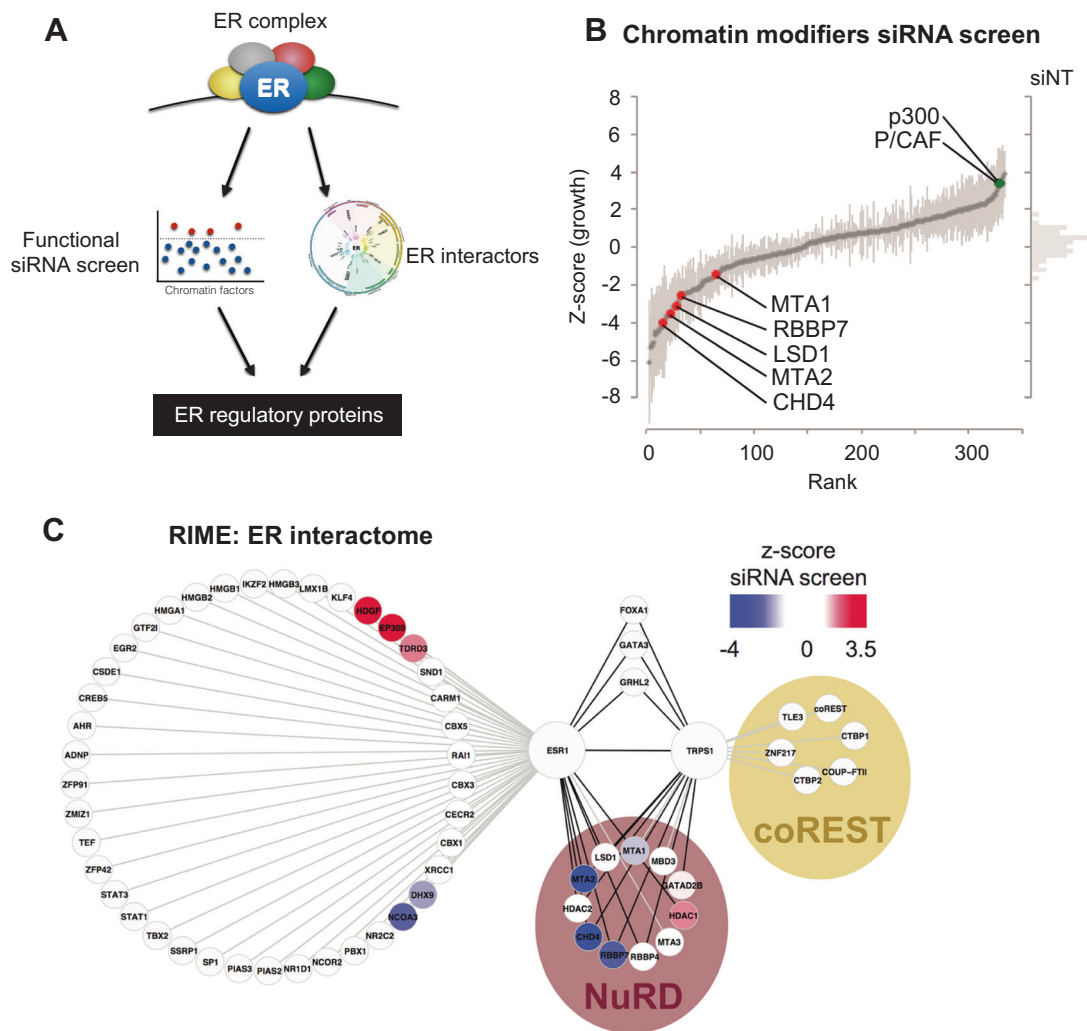 A
ER complex
ER
Functional
siRNA screen
Chromatin factors
ER
ER interactors
ER regulatory proteins
B
Chromatin modifiers siRNA screen
siNT
Z-score (growth)
8
6
4
2
0
-2
-4
-6
-8
p300
P/CAF
MTA1
RBBP7
LSD1
MTA2
CHD4
0
100
200
300
Rank
C
RIME: ER interactome
z-score
siRNA screen
-4
0
3.5
IKZF2
HMGB3
LMX1B
KLF4
HDGF
EP300
TDRD3
SND1
CARM1
CBX5
RAI1
CBX3
CECR2
CBX1
XRCC1
DHX9
NCOA3
NR2C2
PBX1
NCOR2
NR1D1
PIAS2
PIAS3
SP1
SSRP1
TBX2
STAT1
STAT3
ZFP42
TEF
ZMIZ1
ZFP91
ADNP
AHR
CREB5
CSDE1
EGR2
GTF2I
HMGA1
HMGB2
HMGB1
FOXA1
GATA3
GRHL2
ESR1
TRPS1
TLE3
coREST
CTBP1
ZNF217
COUP-FTII
CTBP2
coREST
LSD1
MTA1
MBD3
MTA2
GATAD2B
HDAC2
HDAC1
CHD4
MTA3
RBBP7
RBBP4
NuRD